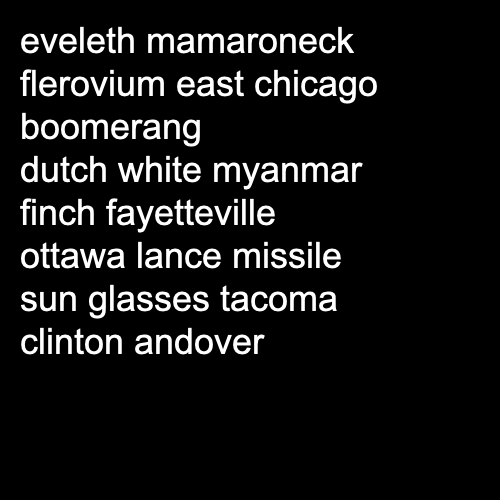 eveleth mamaroneck
flerovium east chicago
boomerang
dutch white myanmar
finch fayetteville
ottawa lance missile
sun glasses tacoma
clinton andover